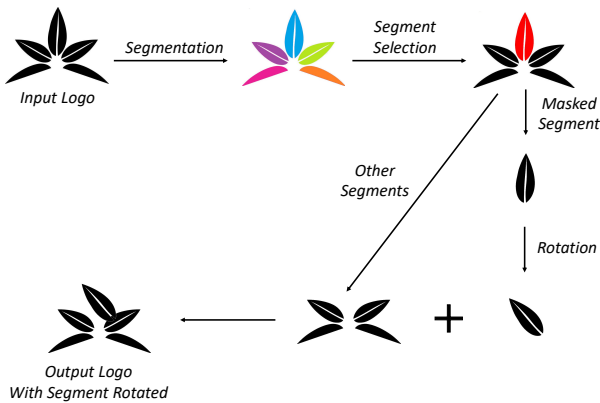 Input Logo
Segmentation
Segment
Selection
Masked
Segment
Other
Segments
Rotation
Output Logo
With Segment Rotated